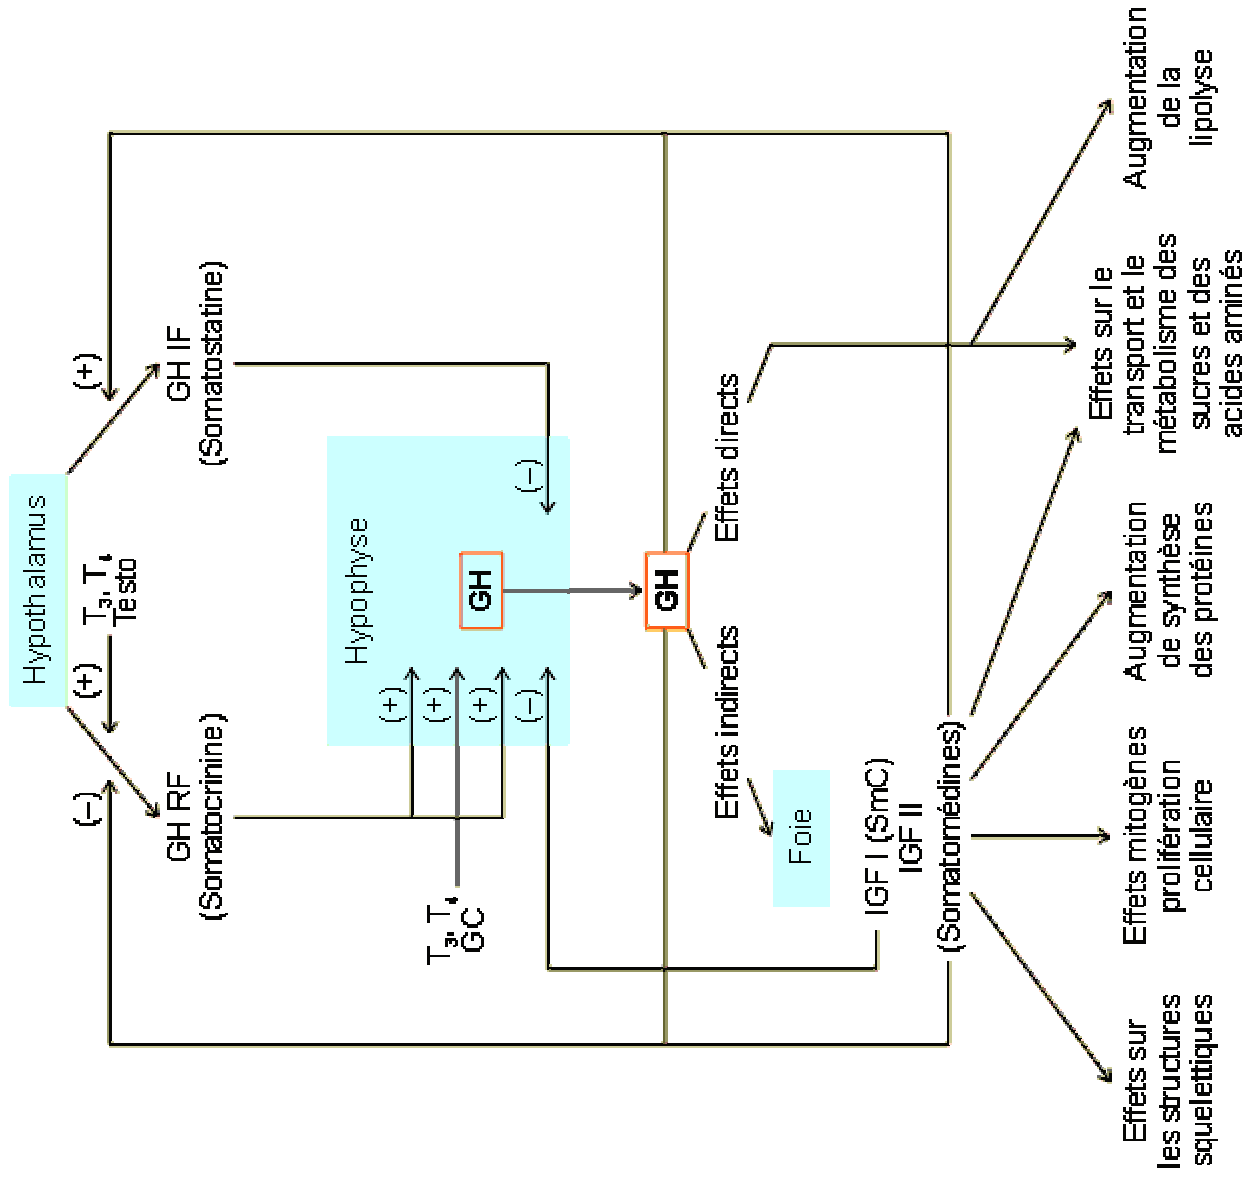 Hypothalamus
(–)
(+)
T3, T4
Testo
(+)
GH RF
(Somatocrinine)
GH IF
(Somatostatine)
Hypophyse
(+)
(+)
(+)
(–)
(–)
T3, T4
GC
GH
GH
Effets indirects
Effets directs
Foie
IGF I (SmC)
IGF II
(Somatomédines)
Effets sur
les structures
squelettiques
Effets mitogènes
prolifération
cellulaire
Augmentation
de synthèse
des protéines
Effets sur le
transport et le
métabolisme des
sucres et des
acides aminés
Augmentation
de la
lipolyse